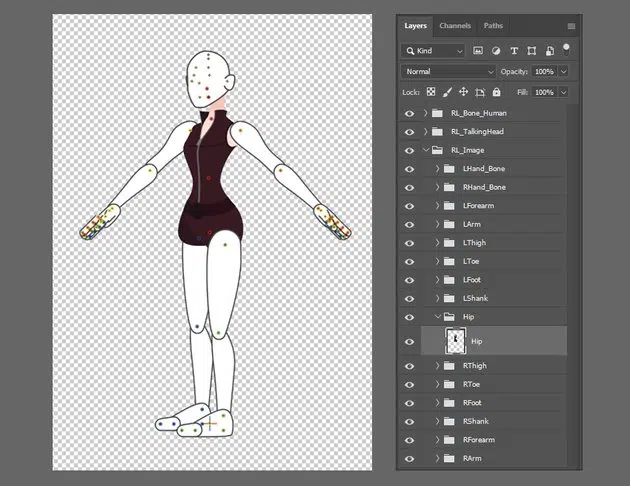 Layers Channels Paths
Kind
Normal Opacity: 100%
Lock: Fill: 100%
RL_Bone_Human
RL_TalkingHead
RL_Image
LHand_Bone
RHand_Bone
LForearm
LArm
LThigh
LToe
LFoot
LShank
Hip
Hip
RThigh
RToe
RFoot
RShank
RForearm
RArm